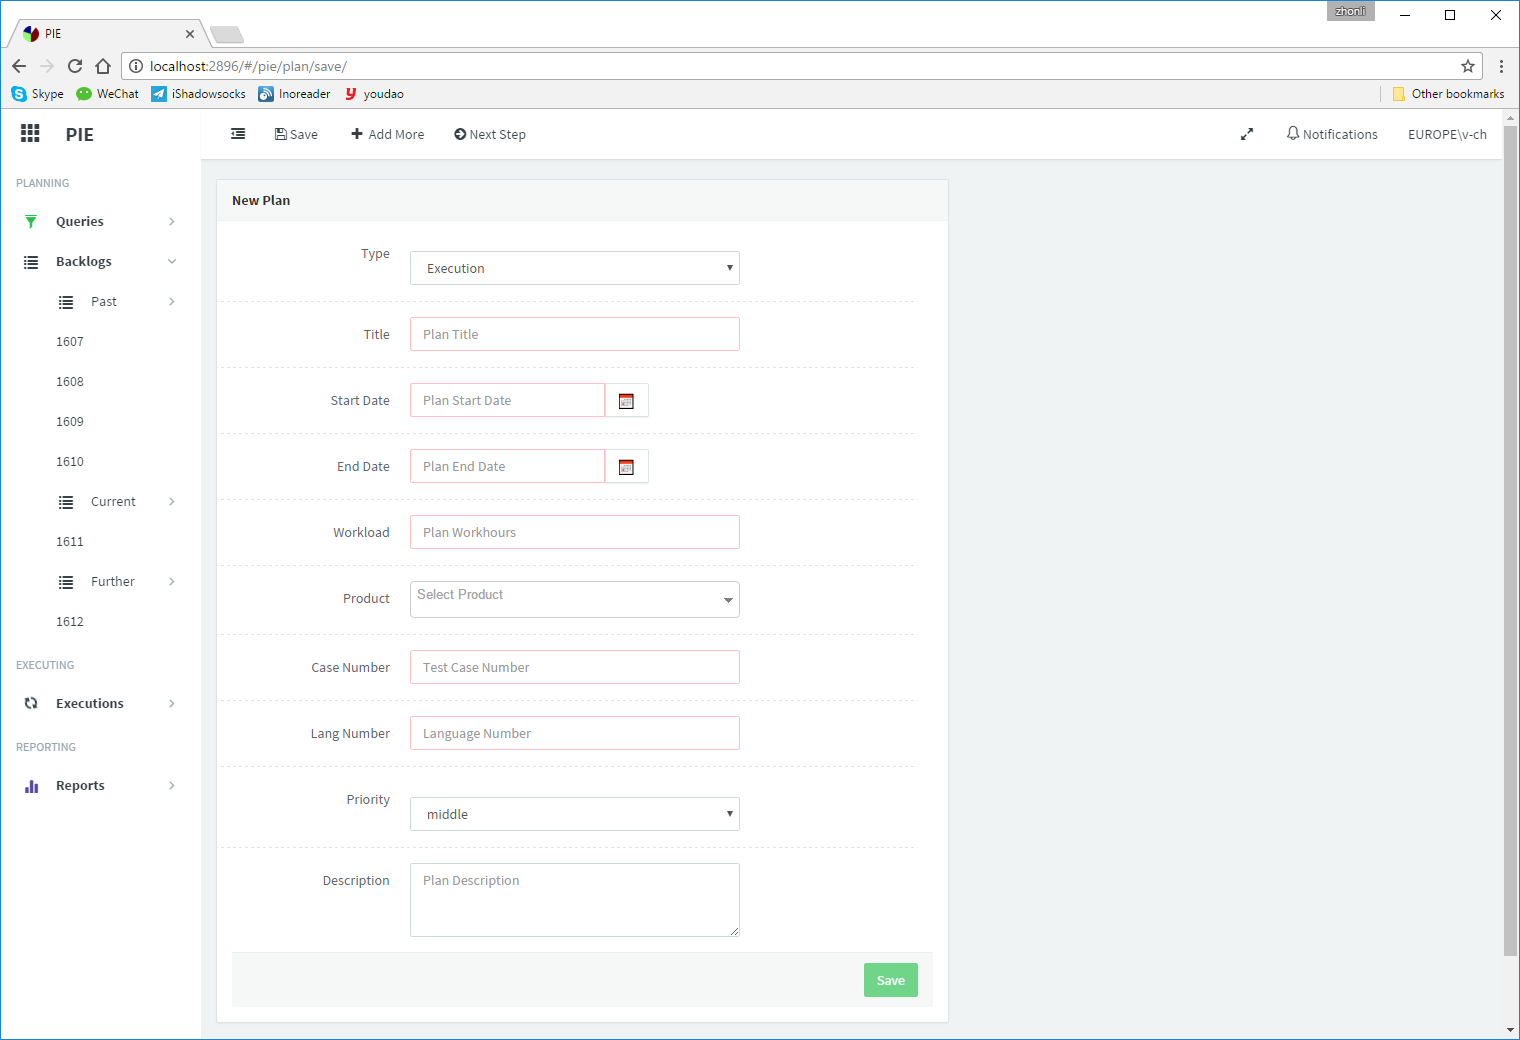 zhonli
PIE
localhost:2896/#/pie/plan/save/
Skype WeChat iShadowsocks Inoreader youdao Other bookmarks
PIE Save Add More Next Step Notifications EUROPE\v-ch
PLANNING
Queries
Backlogs
Past
1607
1608
1609
1610
Current
1611
Further
1612
EXECUTING
Executions
REPORTING
Reports
New Plan
Type Execution
Title Plan Title
Start Date Plan Start Date
End Date Plan End Date
Workload Plan Workhours
Product Select Product
Case Number Test Case Number
Lang Number Language Number
Priority middle
Description Plan Description
Save